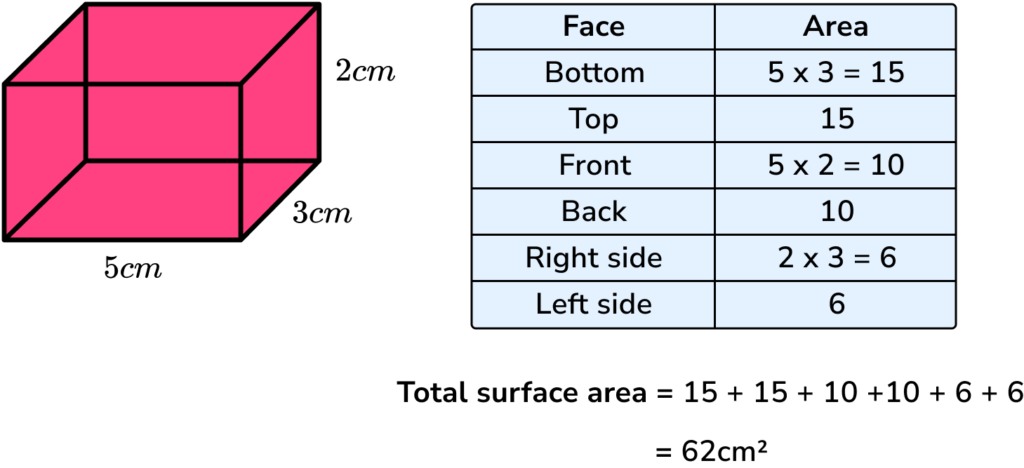 2cm
3cm
5cm
Face Area
Bottom 5 x 3 = 15
Top 15
Front 5 x 2 = 10
Back 10
Right side 2 x 3 = 6
Left side 6
Total surface area = 15 + 15 + 10 +10 + 6 + 6
= 62cm²